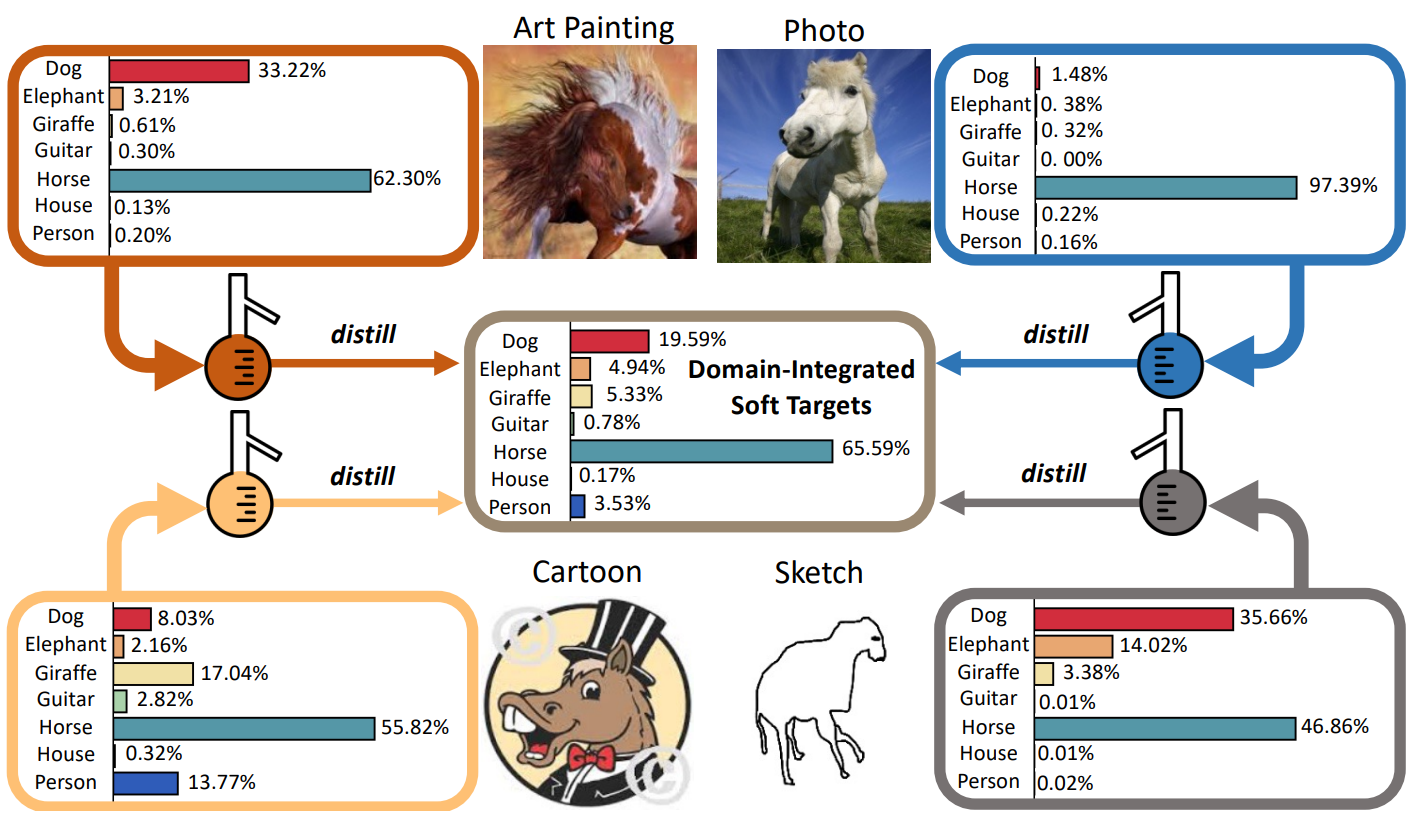 Art Painting
Photo
Dog 33.22%
Elephant 3.21%
Giraffe 0.61%
Guitar 0.30%
Horse 62.30%
House 0.13%
Person 0.20%
Dog 1.48%
Elephant 0. 38%
Giraffe 0. 32%
Guitar 0. 00%
Horse 97.39%
House 0.22%
Person 0.16%
distill
distill
Dog 19.59%
Elephant 4.94%
Giraffe 5.33%
Guitar 0.78%
Horse 65.59%
House 0.17%
Person 3.53%
Domain-Integrated
Soft Targets
distill
distill
Cartoon
Sketch
Dog 8.03%
Elephant 2.16%
Giraffe 17.04%
Guitar 2.82%
Horse 55.82%
House 0.32%
Person 13.77%
©
©
Dog 35.66%
Elephant 14.02%
Giraffe 3.38%
Guitar 0.01%
Horse 46.86%
House 0.01%
Person 0.02%